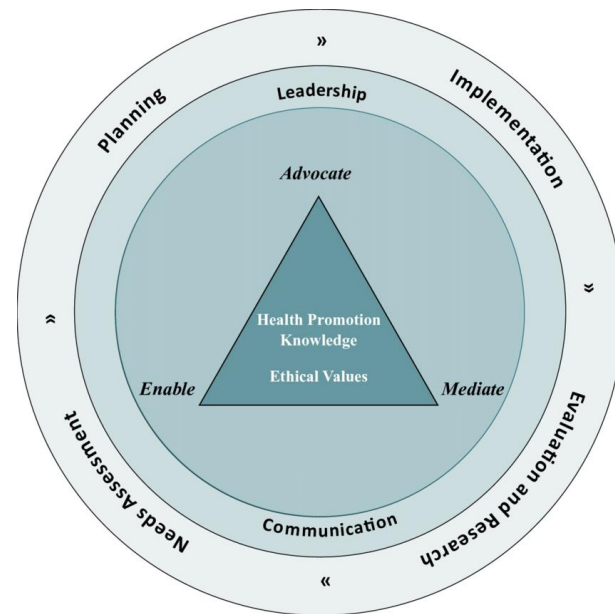 »
Planning
Implementation
Leadership
Advocate
Health Promotion
Knowledge
Ethical Values
Enable
Mediate
»
»
Needs Assessment
Evaluation and Research
Communication
»